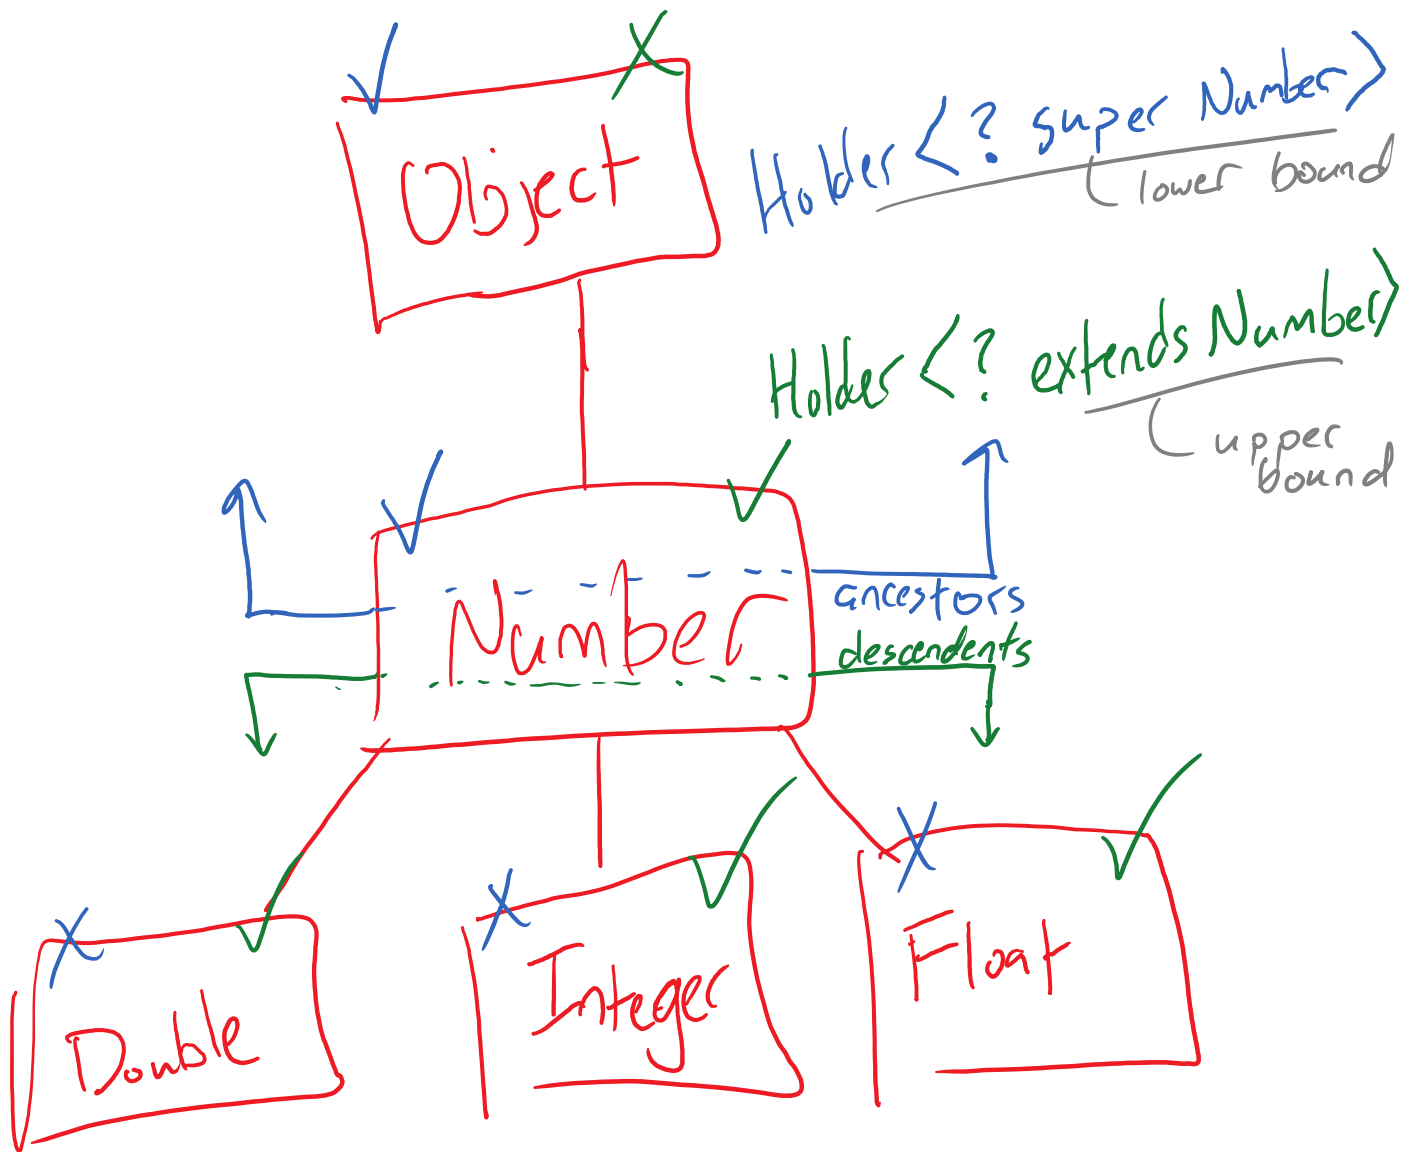 Object
Holder <? super Number>
lower bound
Holder <? extends Number>
upper
bound
Number
ancestors
descendents
Double
Integer
Float